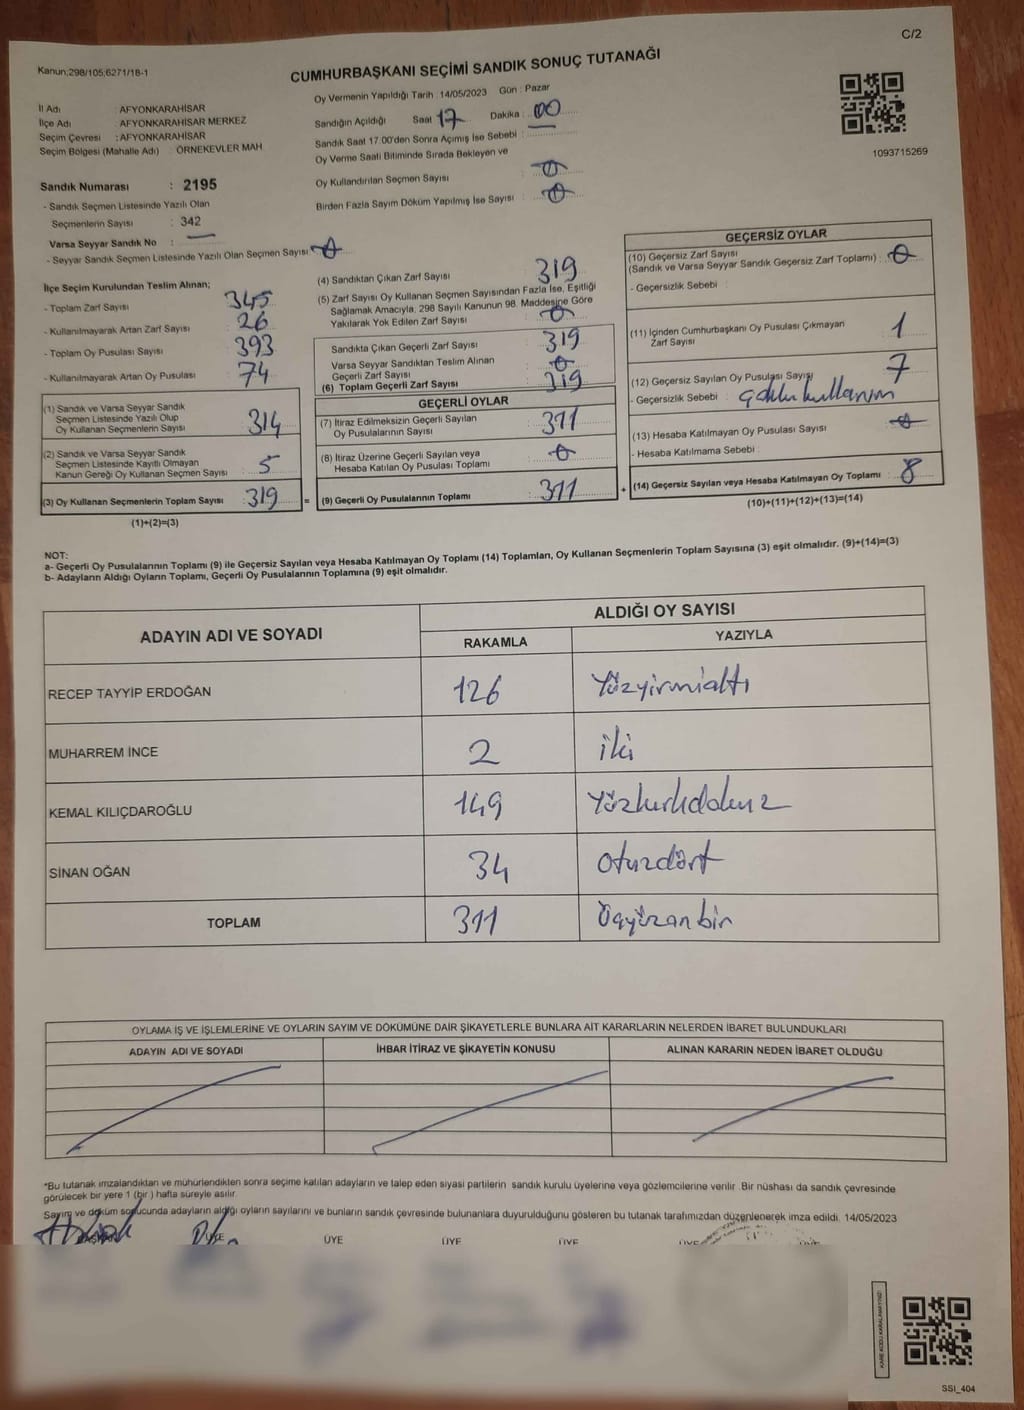 C/2
Kanun;298/105;6271/18-1
CUMHURBAŞKANI SEÇİMİ SANDIK SONUÇ TUTANAĞI
İl Adı : AFYONKARAHİSAR
İlçe Adı : AFYONKARAHİSAR MERKEZ
Seçim Çevresi : AFYONKARAHİSAR
Seçim Bölgesi (Mahalle Adı) : ÖRNEKEVLER MAH
Sandık Numarası : 2195
- Sandık Seçmen Listesinde Yazılı Olan
Seçmenlerin Sayısı : 342
Varsa Seyyar Sandık No : —
- Seyyar Sandık Seçmen Listesinde Yazılı Olan Seçmen Sayısı : 0
İlçe Seçim Kurulundan Teslim Alınan;
- Toplam Zarf Sayısı : 345
- Kullanılmayarak Artan Zarf Sayısı : 26
- Toplam Oy Pusulası Sayısı : 393
- Kullanılmayarak Artan Oy Pusulası : 74
(1) Sandık ve Varsa Seyyar Sandık
Seçmen Listesinde Yazılı Olup
Oy Kullanan Seçmenlerin Sayısı : 314
(2) Sandık ve Varsa Seyyar Sandık
Seçmen Listesinde Kayıtlı Olmayan
Kanun Gereği Oy Kullanan Seçmen Sayısı : 5
(3) Oy Kullanan Seçmenlerin Toplam Sayısı : 319 =
(1)+(2)=(3)
Oy Vermenin Yapıldığı Tarih : 14/05/2023 Gün : Pazar
Sandığın Açıldığı Saat : 17 Dakika : 00
Sandık Saat 17.00'den Sonra Açımış İse Sebebi : —
Oy Verme Saati Bitiminde Sırada Bekleyen ve
Oy Kullandırılan Seçmen Sayısı : 0
Birden Fazla Sayım Döküm Yapılmış İse Sayısı : 0
(4) Sandıktan Çıkan Zarf Sayısı : 319
(5) Zarf Sayısı Oy Kullanan Seçmen Sayısından Fazla İse, Eşitliği
Sağlamak Amacıyla, 298 Sayılı Kanunun 98. Maddesine Göre
Yakılarak Yok Edilen Zarf Sayısı : 0
Sandıkta Çıkan Geçerli Zarf Sayısı : 319
Varsa Seyyar Sandıktan Teslim Alınan
Geçerli Zarf Sayısı : 0
(6) Toplam Geçerli Zarf Sayısı : 319
GEÇERLİ OYLAR
(7) İtiraz Edilmeksizin Geçerli Sayılan
Oy Pusulalarının Sayısı : 311
(8) İtiraz Üzerine Geçerli Sayılan veya
Hesaba Katılan Oy Pusulası Toplamı : 0
(9) Geçerli Oy Pusulalarının Toplamı : 311 +
1093715269
GEÇERSİZ OYLAR
(10) Geçersiz Zarf Sayısı
(Sandık ve Varsa Seyyar Sandık Geçersiz Zarf Toplamı) : 0
- Geçersizlik Sebebi :
(11) İçinden Cumhurbaşkanı Oy Pusulası Çıkmayan
Zarf Sayısı : 1
(12) Geçersiz Sayılan Oy Pusulası Sayısı : 7
- Geçersizlik Sebebi : çoklu kullanım
(13) Hesaba Katılmayan Oy Pusulası Sayısı : 0
- Hesaba Katılmama Sebebi :
(14) Geçersiz Sayılan veya Hesaba Katılmayan Oy Toplamı : 8
(10)+(11)+(12)+(13)=(14)
NOT:
a- Geçerli Oy Pusulalarının Toplamı (9) ile Geçersiz Sayılan veya Hesaba Katılmayan Oy Toplamı (14) Toplamları, Oy Kullanan Seçmenlerin Toplam Sayısına (3) eşit olmalıdır. (9)+(14)=(3)
b- Adayların Aldığı Oyların Toplamı, Geçerli Oy Pusulalarının Toplamına (9) eşit olmalıdır.
ADAYIN ADI VE SOYADI ALDIĞI OY SAYISI
RAKAMLA YAZIYLA
RECEP TAYYİP ERDOĞAN 126 Yüzyirmialtı
MUHARREM İNCE 2 iki
KEMAL KILIÇDAROĞLU 149 Yüzkırkdokuz
SİNAN OĞAN 34 otuzdört
TOPLAM 311 Üçyüzonbir
OYLAMA İŞ VE İŞLEMLERİNE VE OYLARIN SAYIM VE DÖKÜMÜNE DAİR ŞİKAYETLERLE BUNLARA AİT KARARLARIN NELERDEN İBARET BULUNDUKLARI
ADAYIN ADI VE SOYADI İHBAR İTİRAZ VE ŞİKAYETİN KONUSU ALINAN KARARIN NEDEN İBARET OLDUĞU
*Bu tutanak imzalandıktan ve mühürlendikten sonra seçime katılan adayların ve talep eden siyasi partilerin sandık kurulu üyelerine veya gözlemcilerine verilir. Bir nüshası da sandık çevresinde
görülecek bir yere 1 (bir ) hafta süreyle asılır.
Sayım ve döküm sonucunda adayların aldığı oyların sayılarını ve bunların sandık çevresinde bulunanlara duyurulduğunu gösteren bu tutanak tarafımızdan düzenlenerek imza edildi. 14/05/2023
BAŞKAN ÜYE ÜYE ÜYE ÜYE ÜYE
KARE KODU KARALAMAYINIZ!
SSI_404